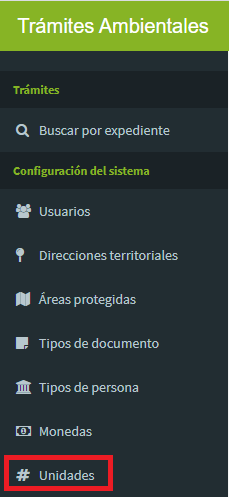 Trámites Ambientales
Trámites
Buscar por expediente
Configuración del sistema
Usuarios
Direcciones territoriales
Áreas protegidas
Tipos de documento
Tipos de persona
Monedas
# Unidades